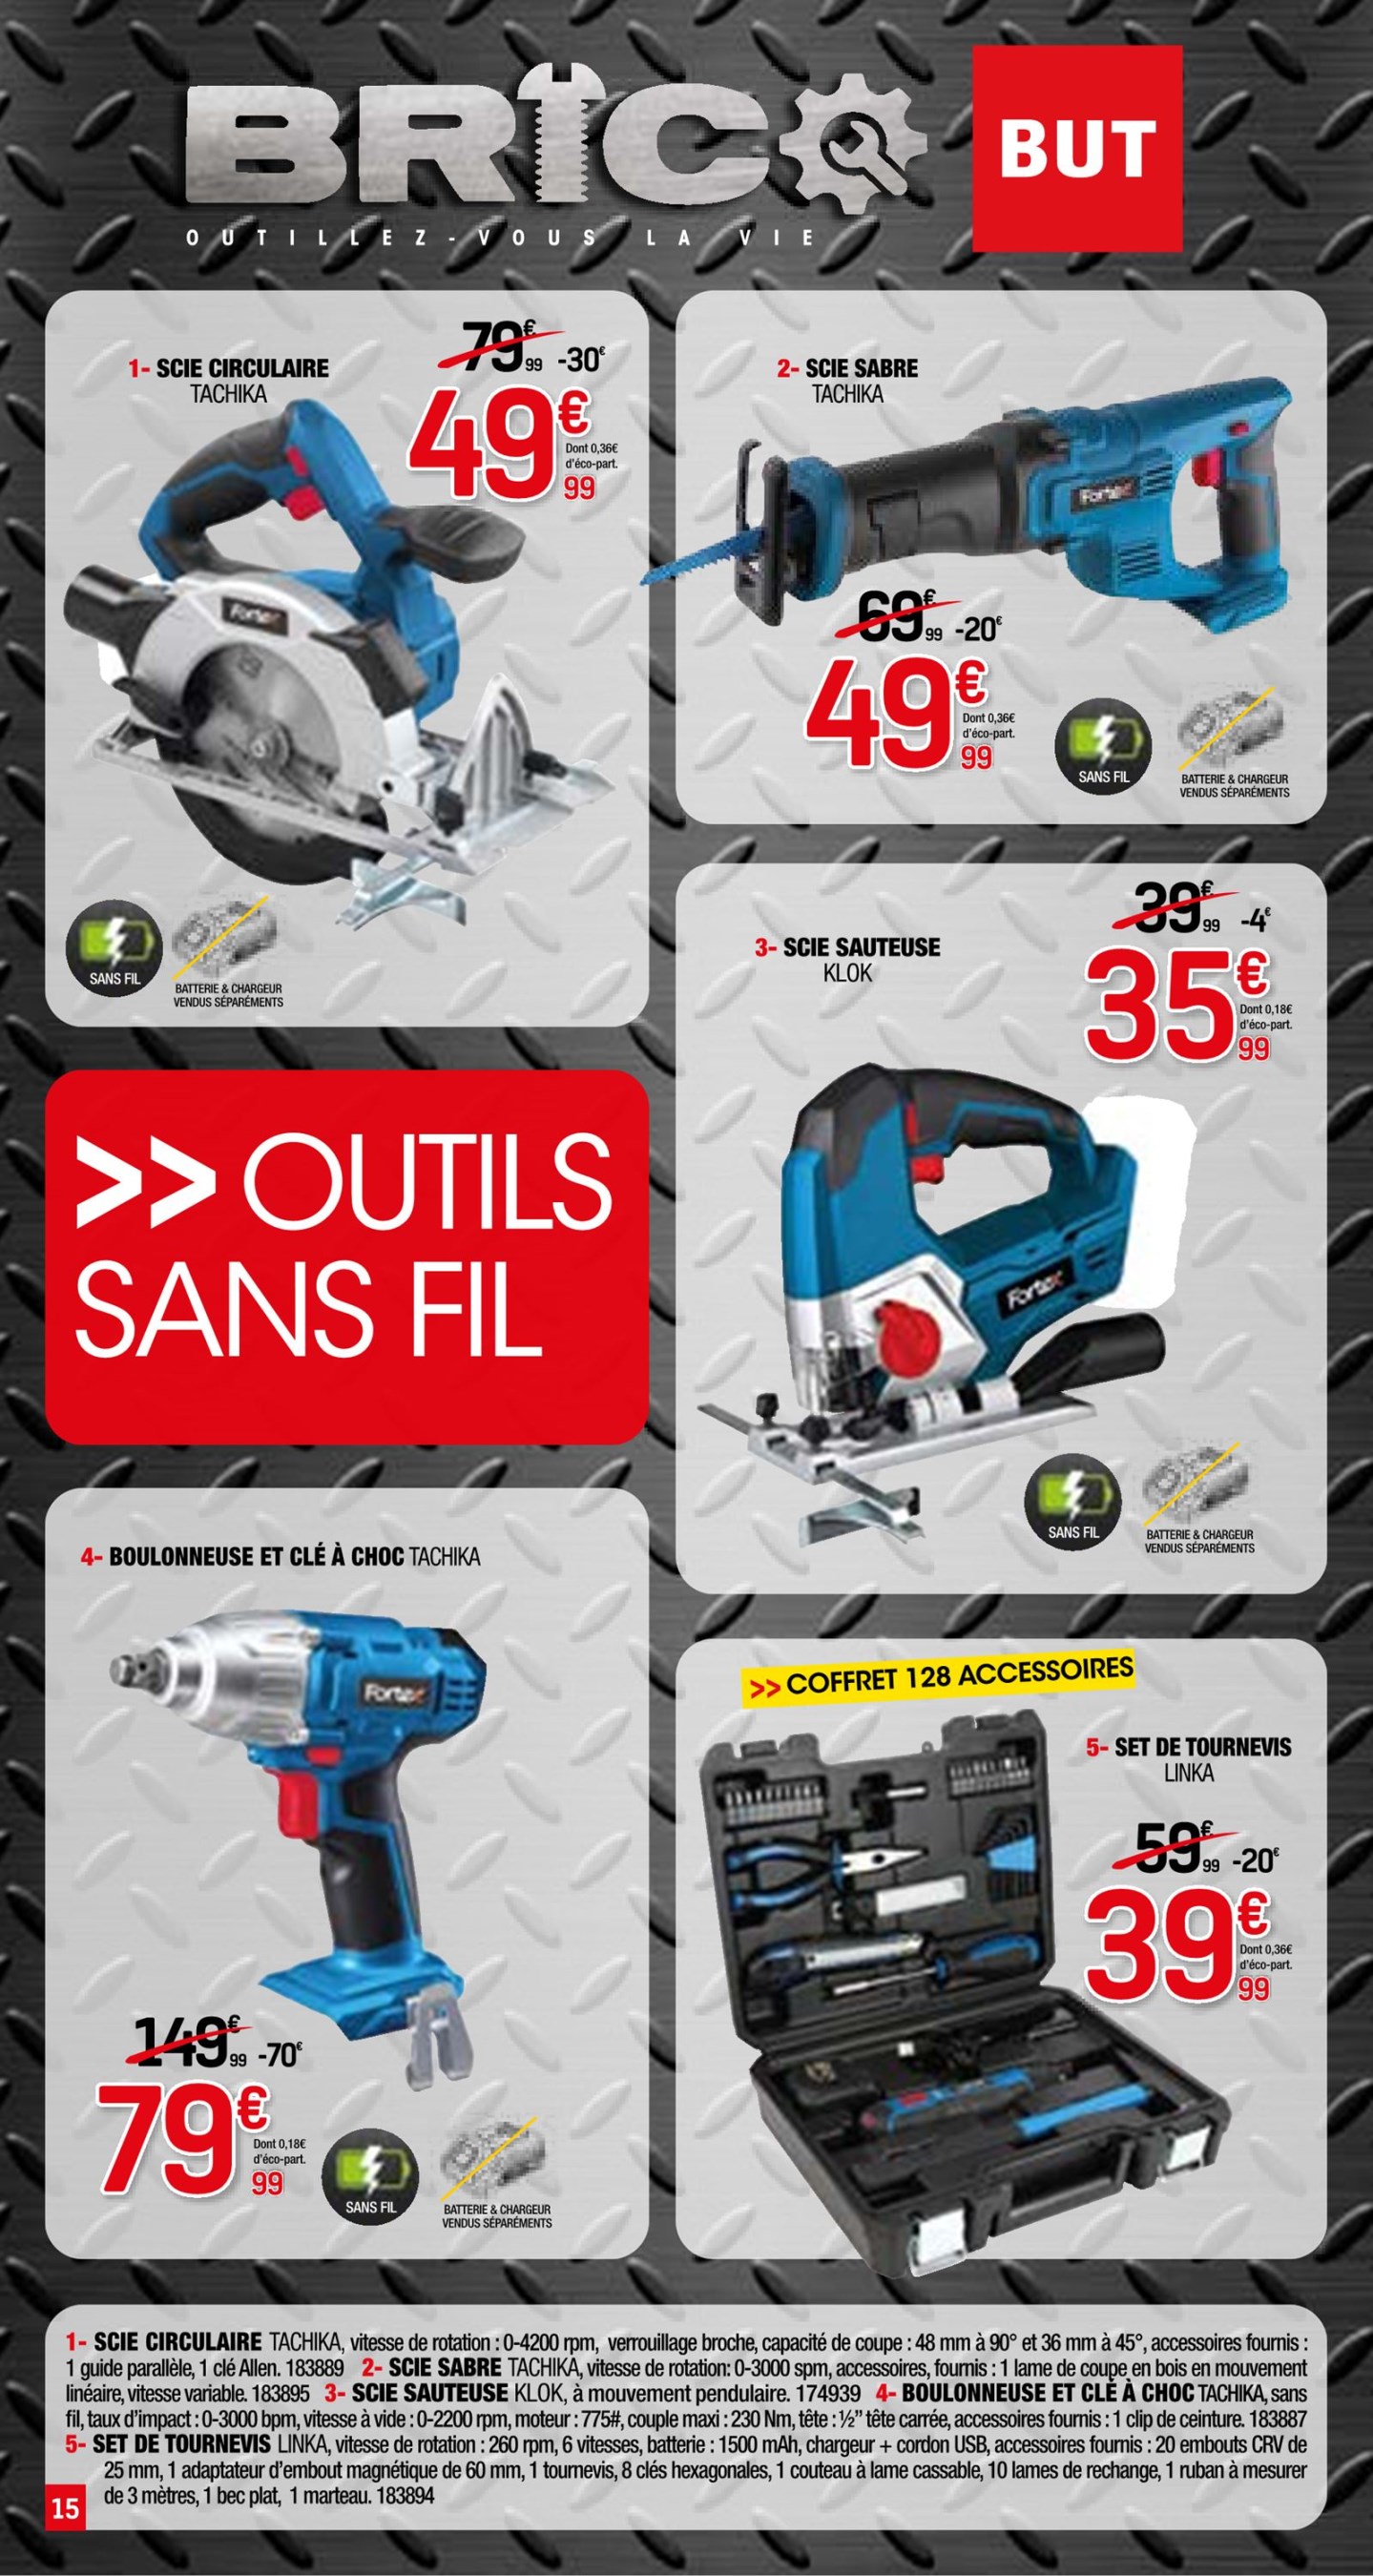 BRICO
OUTILLEZ-VOUS LA VIE
BUT
1- SCIE CIRCULAIRE
TACHIKA
79€99 -30€
49€99
Dont 0,36€
d'éco-part.
Fortex
SANS FIL
BATTERIE & CHARGEUR
VENDUS SÉPARÉMENTS
2- SCIE SABRE
TACHIKA
Fortex
69€99 -20€
49€99
Dont 0,36€
d'éco-part.
SANS FIL
BATTERIE & CHARGEUR
VENDUS SÉPARÉMENTS
3- SCIE SAUTEUSE
KLOK
39€99 -4€
35€99
Dont 0,18€
d'éco-part.
Fortex
SANS FIL
BATTERIE & CHARGEUR
VENDUS SÉPARÉMENTS
>> OUTILS
SANS FIL
4- BOULONNEUSE ET CLÉ À CHOC TACHIKA
Fortex
149€99 -70€
79€99
Dont 0,18€
d'éco-part.
SANS FIL
BATTERIE & CHARGEUR
VENDUS SÉPARÉMENTS
>> COFFRET 128 ACCESSOIRES
5- SET DE TOURNEVIS
LINKA
59€99 -20€
39€99
Dont 0,36€
d'éco-part.
1- SCIE CIRCULAIRE TACHIKA, vitesse de rotation : 0-4200 rpm, verrouillage broche, capacité de coupe : 48 mm à 90° et 36 mm à 45°, accessoires fournis :
1 guide parallèle, 1 clé Allen. 183889 2- SCIE SABRE TACHIKA, vitesse de rotation: 0-3000 spm, accessoires, fournis : 1 lame de coupe en bois en mouvement
linéaire, vitesse variable. 183895 3- SCIE SAUTEUSE KLOK, à mouvement pendulaire. 174939 4- BOULONNEUSE ET CLÉ À CHOC TACHIKA, sans
fil, taux d'impact : 0-3000 bpm, vitesse à vide : 0-2200 rpm, moteur : 775#, couple maxi : 230 Nm, tête : ½" tête carrée, accessoires fournis : 1 clip de ceinture. 183887
5- SET DE TOURNEVIS LINKA, vitesse de rotation : 260 rpm, 6 vitesses, batterie : 1500 mAh, chargeur + cordon USB, accessoires fournis : 20 embouts CRV de
25 mm, 1 adaptateur d'embout magnétique de 60 mm, 1 tournevis, 8 clés hexagonales, 1 couteau à lame cassable, 10 lames de rechange, 1 ruban à mesurer
de 3 mètres, 1 bec plat, 1 marteau. 183894
15